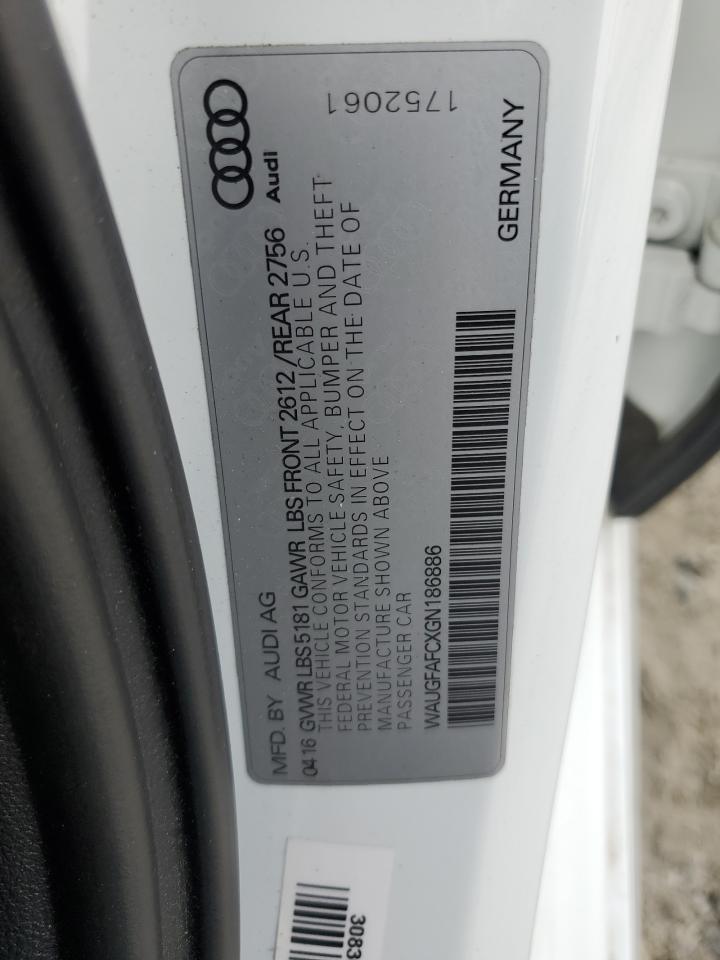 Audi
1752061
MFD. BY AUDI AG
04 16 GVWR LBS 5181 GAWR LBS FRONT 2612 / REAR 2756
THIS VEHICLE CONFORMS TO ALL APPLICABLE U.S.
FEDERAL MOTOR VEHICLE SAFETY, BUMPER AND THEFT
PREVENTION STANDARDS IN EFFECT ON THE DATE OF
MANUFACTURE SHOWN ABOVE
PASSENGER CAR
WAUGFAFCXGN186886
GERMANY
3083